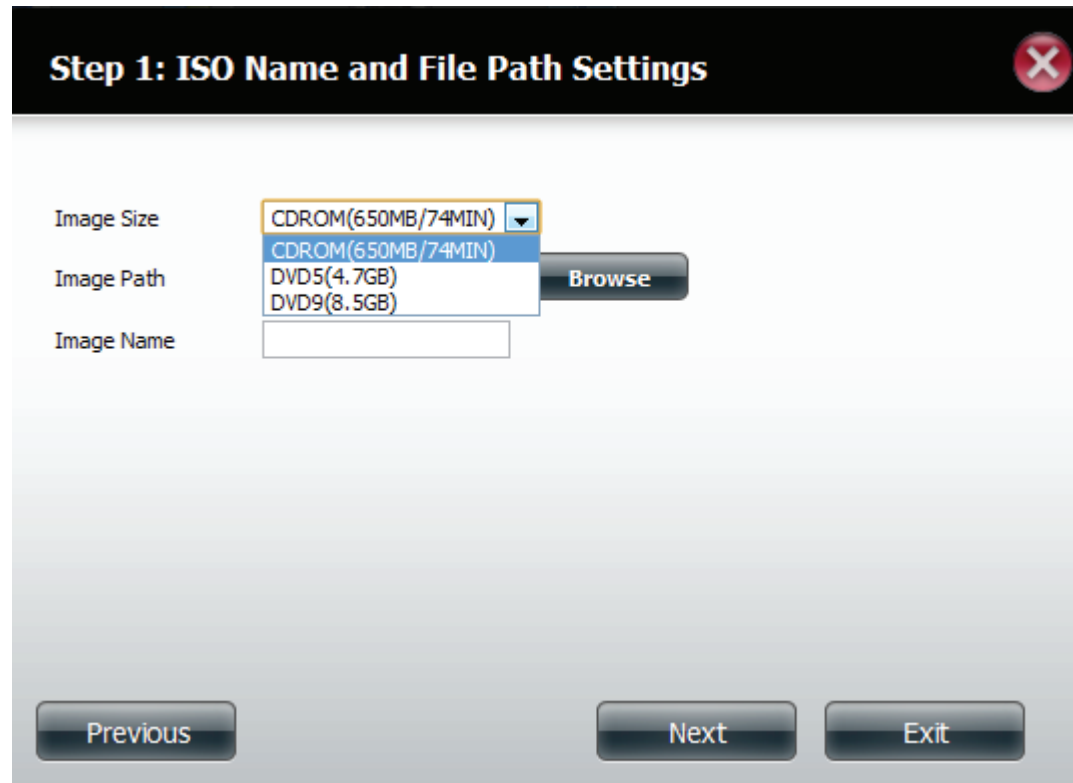 Step 1: ISO Name and File Path Settings
Image Size
CDROM(650MB/74MIN)
CDROM(650MB/74MIN)
DVD5(4.7GB)
DVD9(8.5GB)
Image Path
Browse
Image Name
Previous
Next
Exit